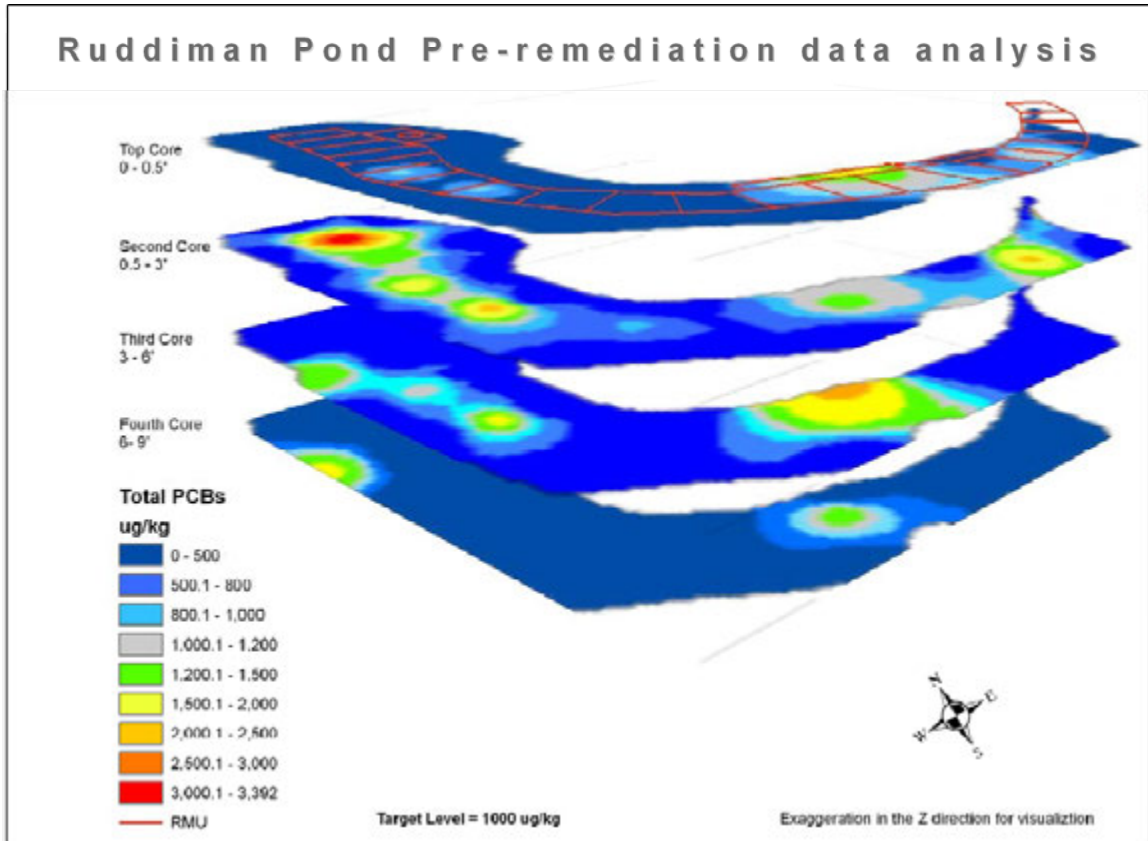 Ruddiman Pond Pre-remediation data analysis
Top Core
0 - 0.5'
Second Core
0.5 - 3'
Third Core
3 - 6'
Fourth Core
6- 9'
Total PCBs
ug/kg
0 - 500
500.1 - 800
800.1 - 1,000
1,000.1 - 1,200
1,200.1 - 1,500
1,500.1 - 2,000
2,000.1 - 2,500
2,500.1 - 3,000
3,000.1 - 3,392
RMU
N
E
W
S
Target Level = 1000 ug/kg
Exaggeration in the Z direction for visualiztion